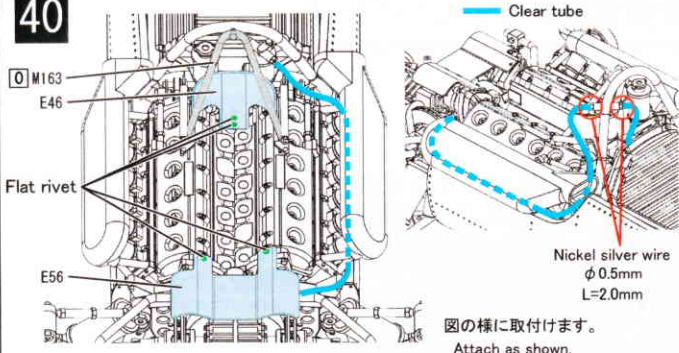 40
Clear tube
O M163
E46
Flat rivet
E56
Nickel silver wire
φ0.5mm
L=2.0mm
図の様に取付けます。
Attach as shown.